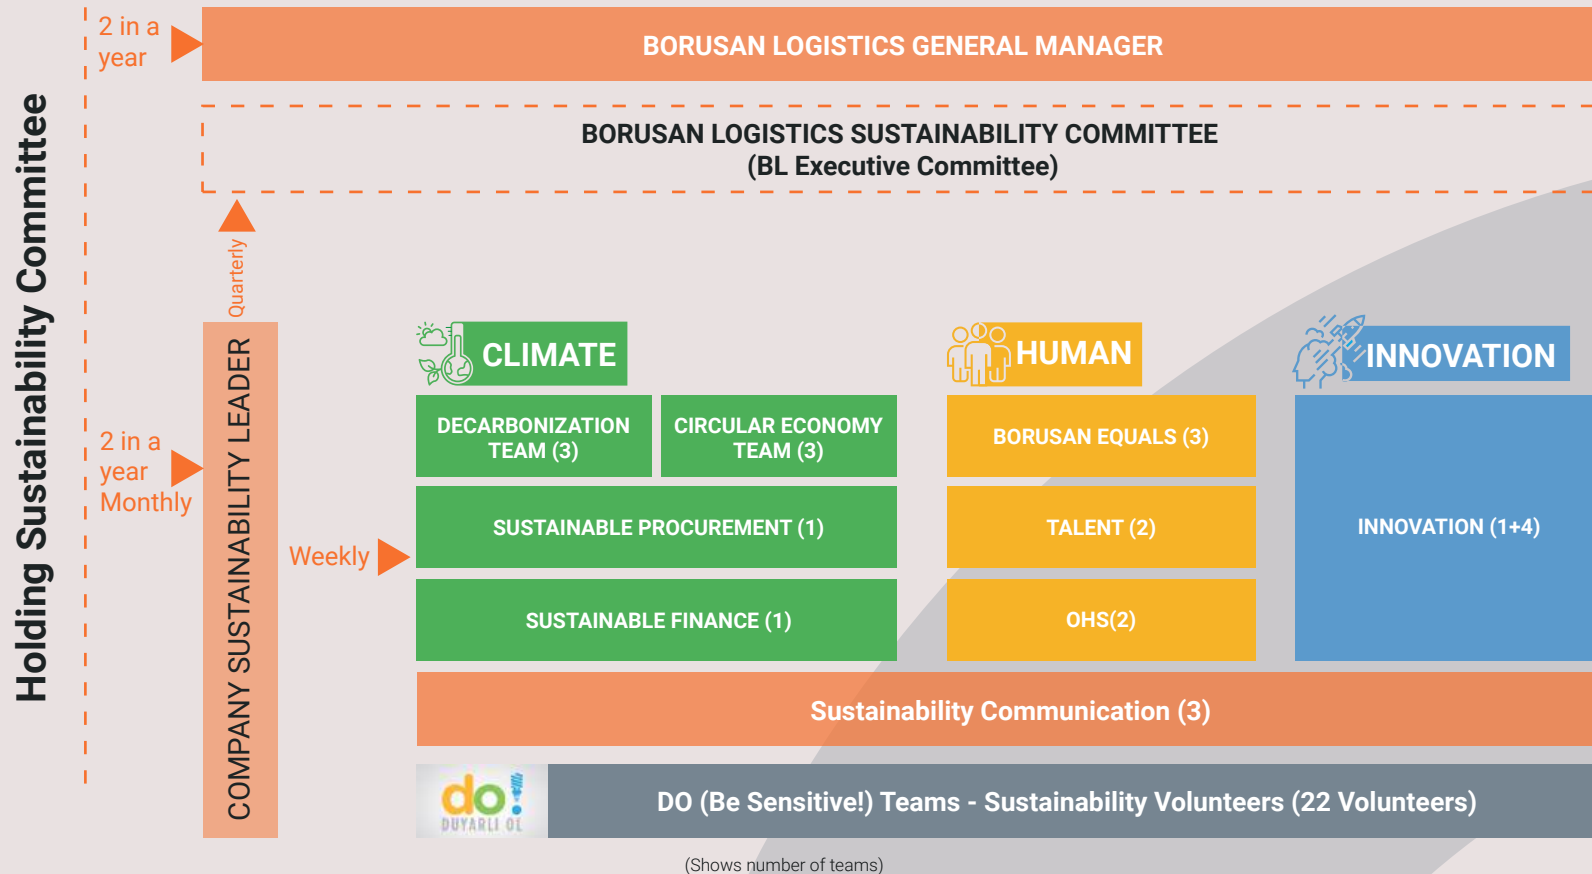 Holding Sustainability Committee
2 in a
year
BORUSAN LOGISTICS GENERAL MANAGER
BORUSAN LOGISTICS SUSTAINABILITY COMMITTEE
(BL Executive Committee)
Quarterly
2 in a
year
Monthly
COMPANY SUSTAINABILITY LEADER
Weekly
CLIMATE
DECARBONIZATION
TEAM (3)
CIRCULAR ECONOMY
TEAM (3)
SUSTAINABLE PROCUREMENT (1)
SUSTAINABLE FINANCE (1)
HUMAN
BORUSAN EQUALS (3)
TALENT (2)
OHS(2)
INNOVATION
INNOVATION (1+4)
Sustainability Communication (3)
do!
DUYARLI OL
DO (Be Sensitive!) Teams - Sustainability Volunteers (22 Volunteers)
(Shows number of teams)